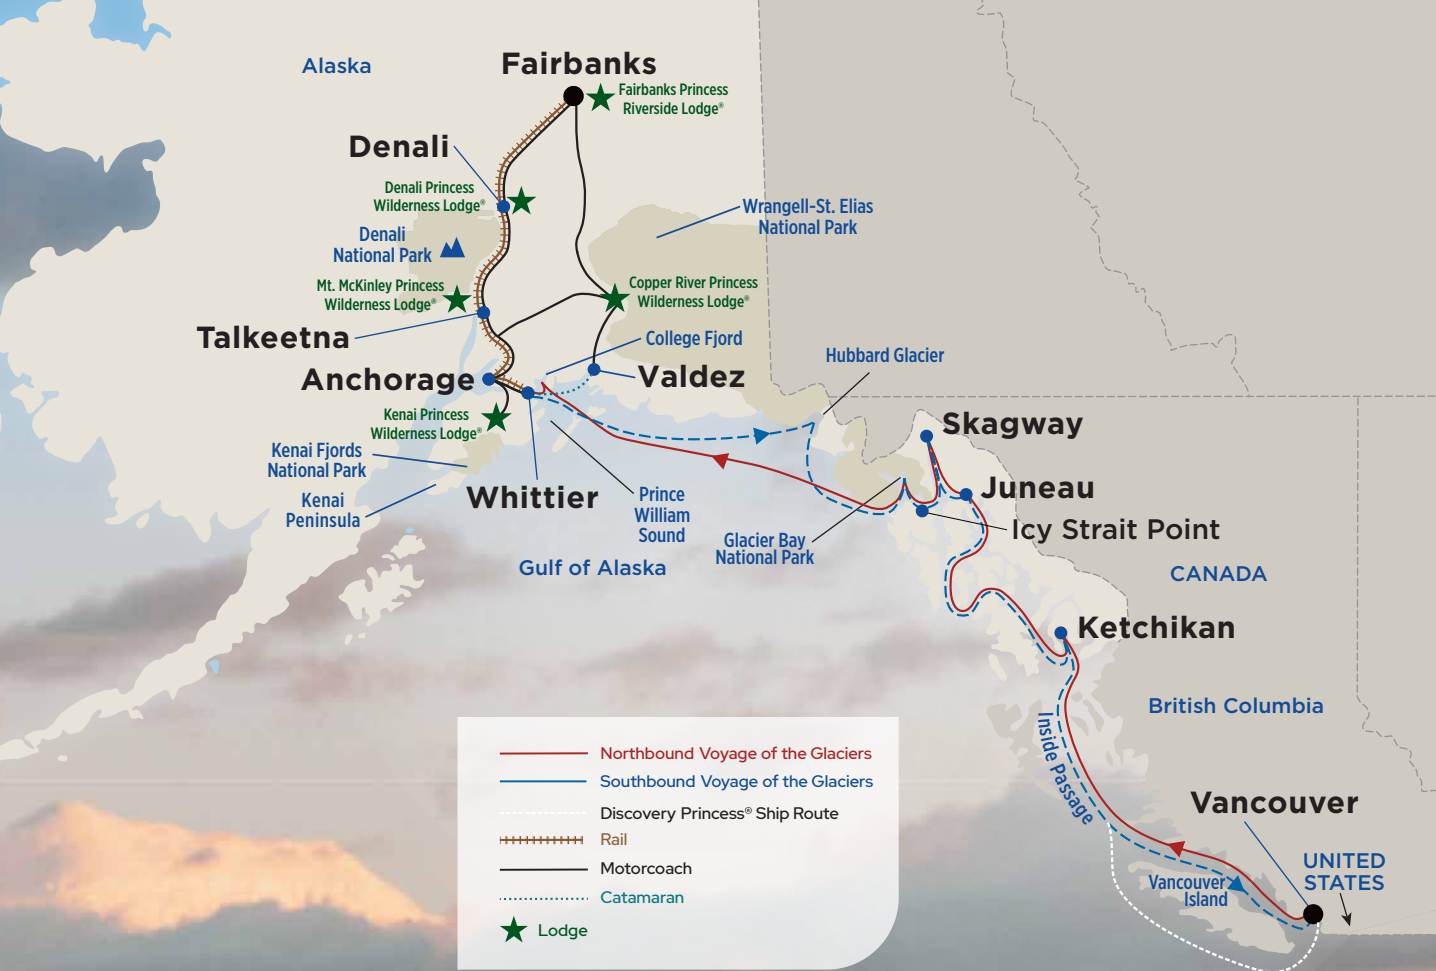 Alaska
Fairbanks
Fairbanks Princess
Riverside Lodge®
Denali
Denali Princess
Wilderness Lodge®
Wrangell-St. Elias
National Park
Denali
National Park
Mt. McKinley Princess
Wilderness Lodge®
Copper River Princess
Wilderness Lodge®
Talkeetna
College Fjord
Hubbard Glacier
Anchorage
Valdez
Kenai Princess
Wilderness Lodge®
Skagway
Kenai Fjords
National Park
Kenai
Peninsula
Whittier
Prince
William
Sound
Juneau
Icy Strait Point
Glacier Bay
National Park
Gulf of Alaska
CANADA
Ketchikan
British Columbia
Inside Passage
Vancouver
UNITED
STATES
Vancouver
Island
Northbound Voyage of the Glaciers
Southbound Voyage of the Glaciers
Discovery Princess® Ship Route
Rail
Motorcoach
Catamaran
Lodge